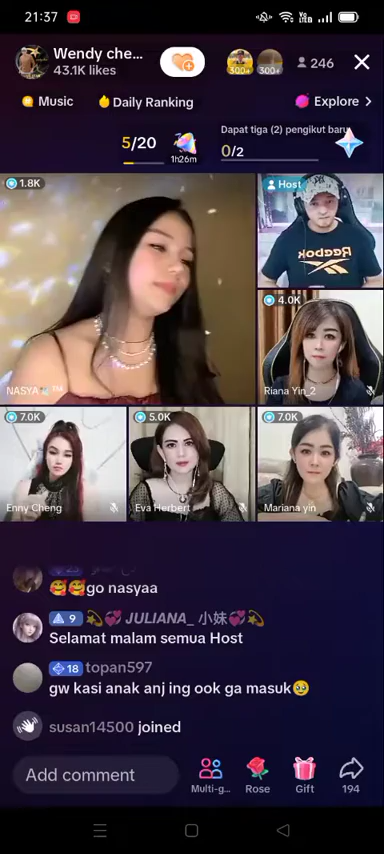 21:37
Wendy che...
43.1K likes
300+
300+
246
Music
Daily Ranking
Explore >
5/20
1h26m
Dapat tiga (2) pengikut baru
0/2
1.8K
NASYA
Host
Reebok
4.0K
Riana Yin_2
7.0K
Enny Cheng
5.0K
Eva Herbert
7.0K
Mariana yin
🥰🥰go nasyaa
9 💫💞 JULIANA_ 小妹💞💫
Selamat malam semua Host
18 topan597
gw kasi anak anj ing ook ga masuk🥹
susan14500 joined
Add comment
Multi-g...
Rose
Gift
194